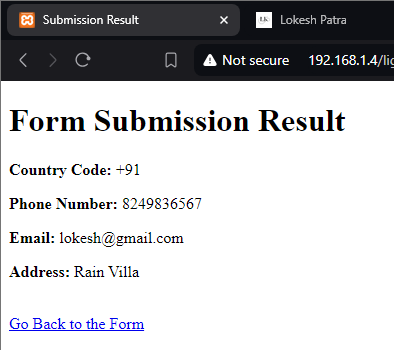 Submission Result
Lokesh Patra
Not secure 192.168.1.4/li
Form Submission Result
Country Code: +91
Phone Number: 8249836567
Email: lokesh@gmail.com
Address: Rain Villa
Go Back to the Form